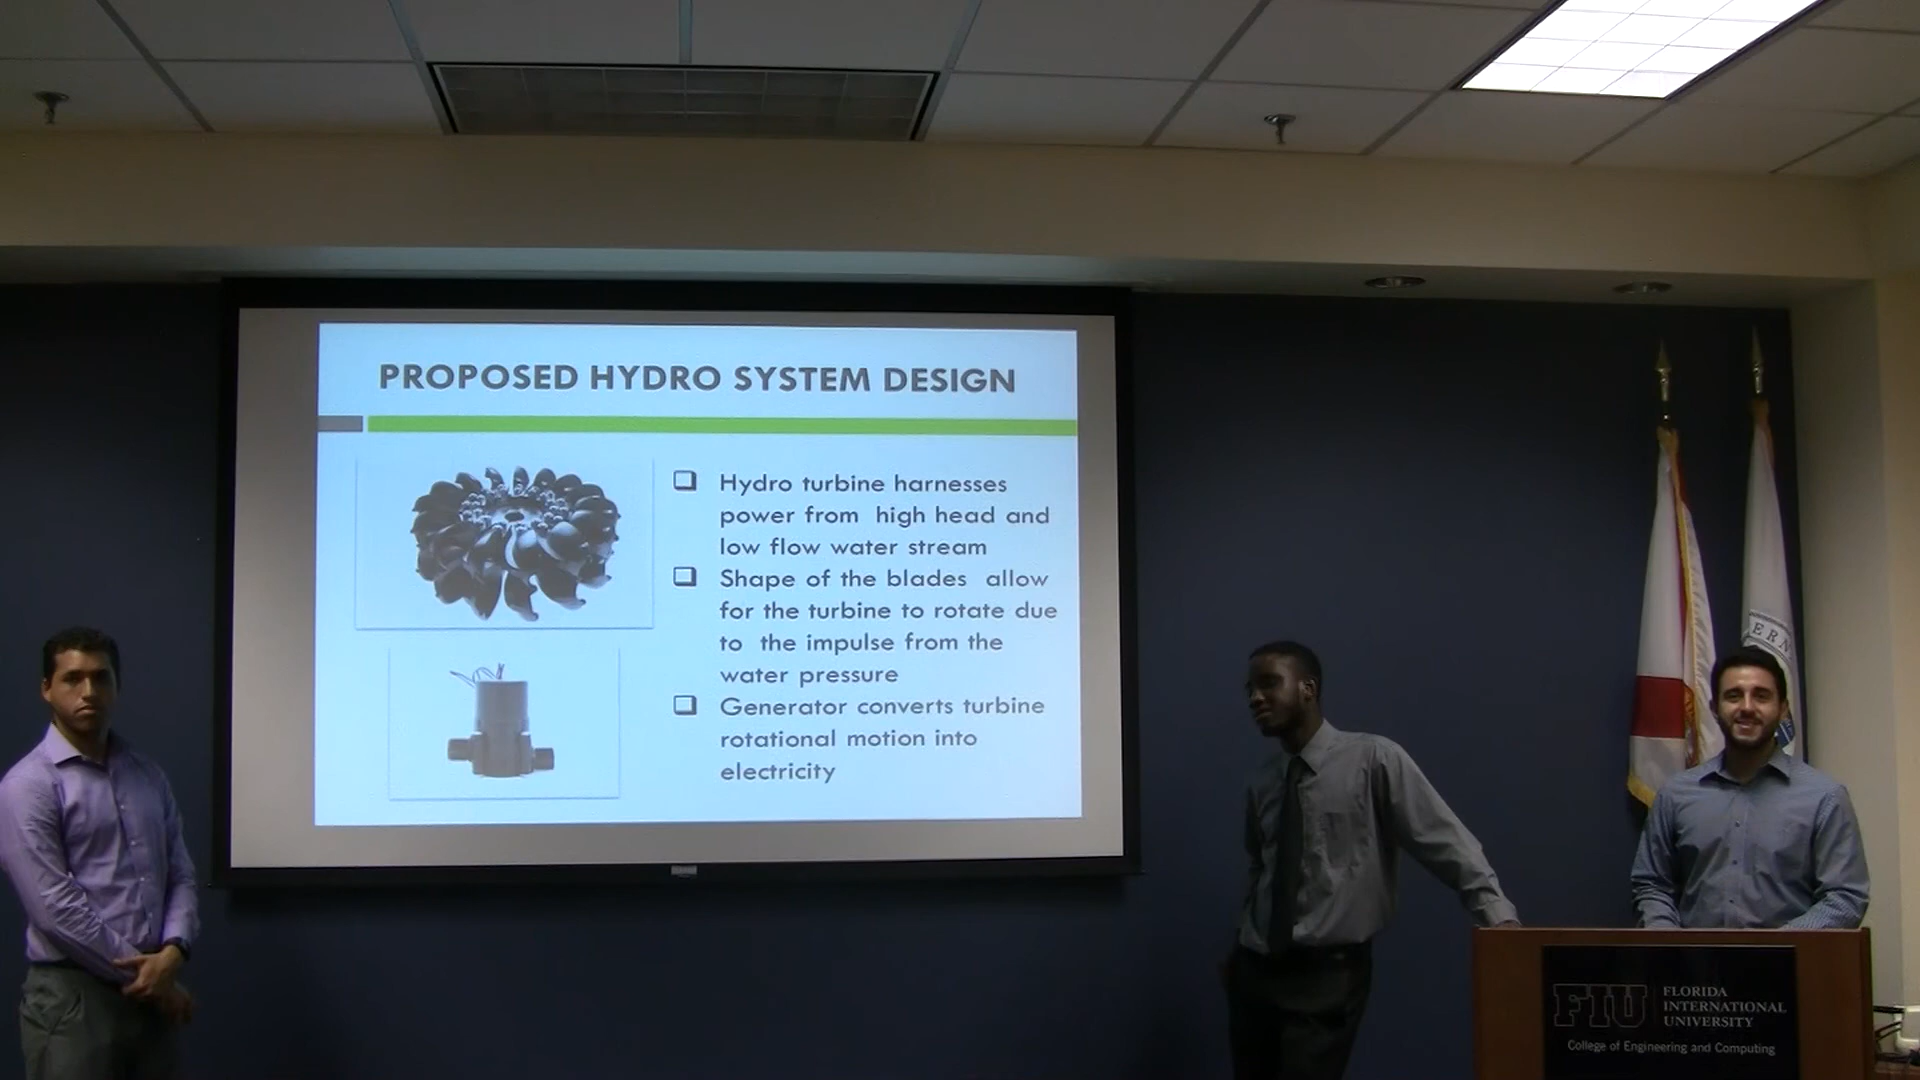 PROPOSED HYDRO SYSTEM DESIGN
Hydro turbine harnesses
power from high head and
low flow water stream
Shape of the blades allow
for the turbine to rotate due
to the impulse from the
water pressure
Generator converts turbine
rotational motion into
electricity
ERN
FIU
FLORIDA
INTERNATIONAL
UNIVERSITY
College of Engineering and Computing